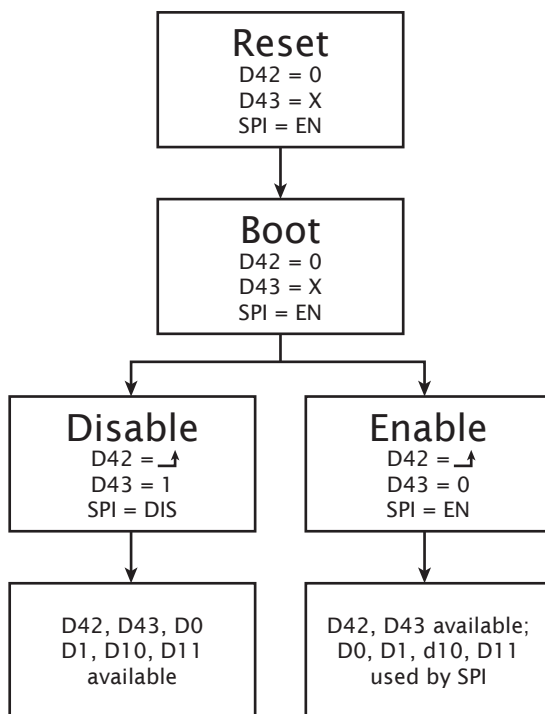 Reset
D42 = 0
D43 = X
SPI = EN
Boot
D42 = 0
D43 = X
SPI = EN
Disable
D42 =
D43 = 1
SPI = DIS
Enable
D42 =
D43 = 0
SPI = EN
D42, D43, D0
D1, D10, D11
available
D42, D43 available;
D0, D1, d10, D11
used by SPI